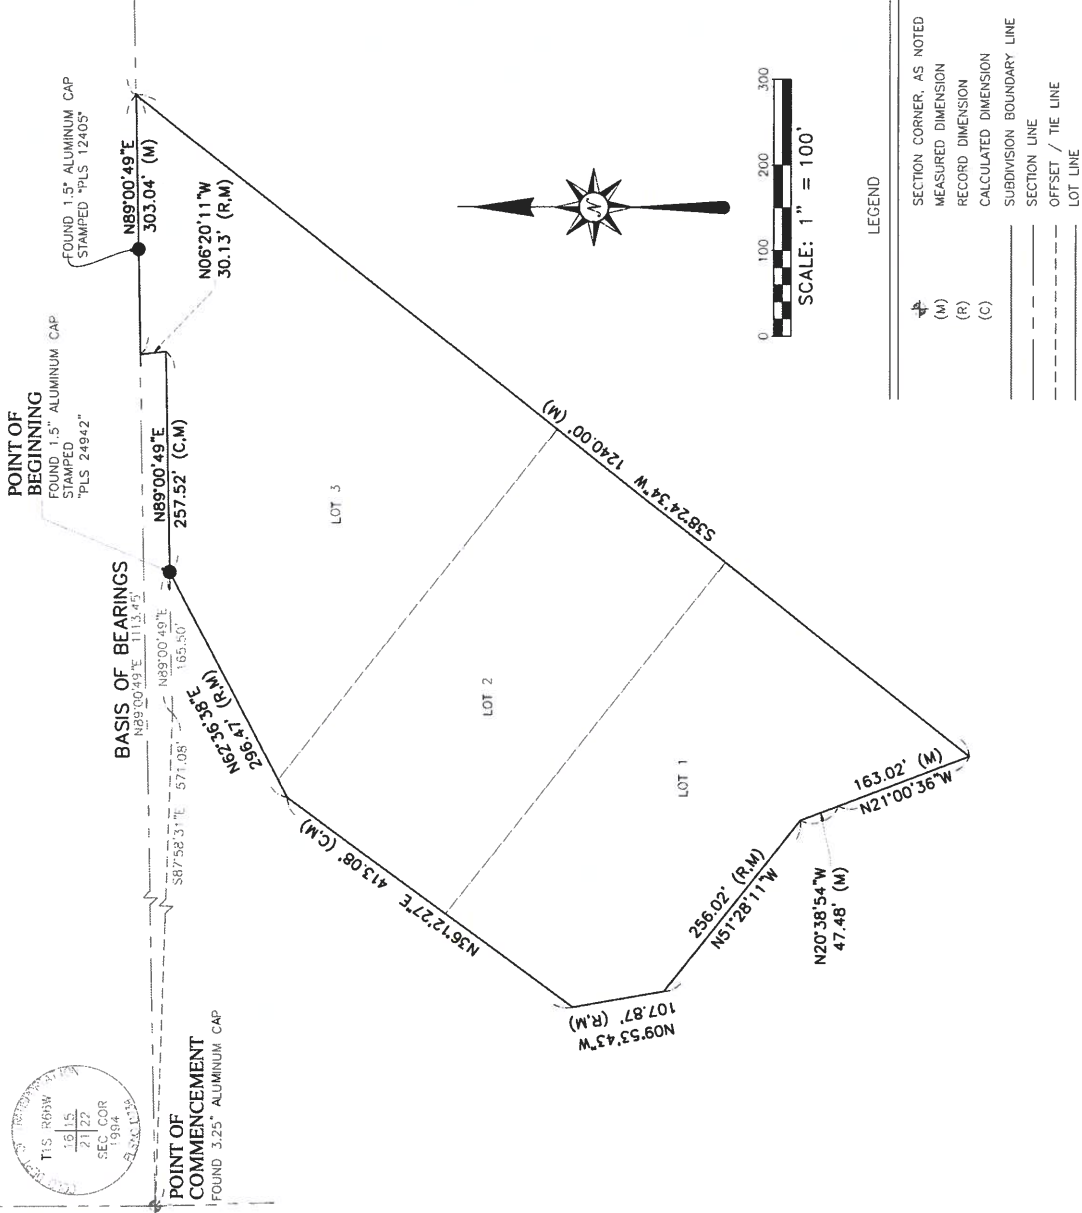 POINT OF
BEGINNING
FOUND 1.5" ALUMINUM CAP
STAMPED
"PLS 24942"
FOUND 1.5" ALUMINUM CAP
STAMPED "PLS 12405"
N89°00'49"E
303.04' (M)
N06°20'11"W
30.13' (R,M)
N89°00'49"E
257.52' (C,M)
BASIS OF BEARINGS
N89°00'49"E 1113.45'
N89°00'49"E
165.50'
S87°58'31"E 571.08'
N62°36'38"E
296.47' (R,M)
N36°12'27"E 413.08' (C,M)
N09°53'43"W
107.87' (R,M)
256.02' (R,M)
N51°28'11"W
N20°38'54"W
47.48' (M)
163.02' (M)
N21°00'36"W
S38°24'34"W 1240.00' (M)
LOT 3
LOT 2
LOT 1
T1S R66W
16 15
21 22
SEC COR
1994
POINT OF
COMMENCEMENT
FOUND 3.25" ALUMINUM CAP
N
0 100 200 300
SCALE: 1" = 100'
LEGEND
SECTION CORNER, AS NOTED
(M) MEASURED DIMENSION
(R) RECORD DIMENSION
(C) CALCULATED DIMENSION
SUBDIVISION BOUNDARY LINE
SECTION LINE
OFFSET / TIE LINE
LOT LINE